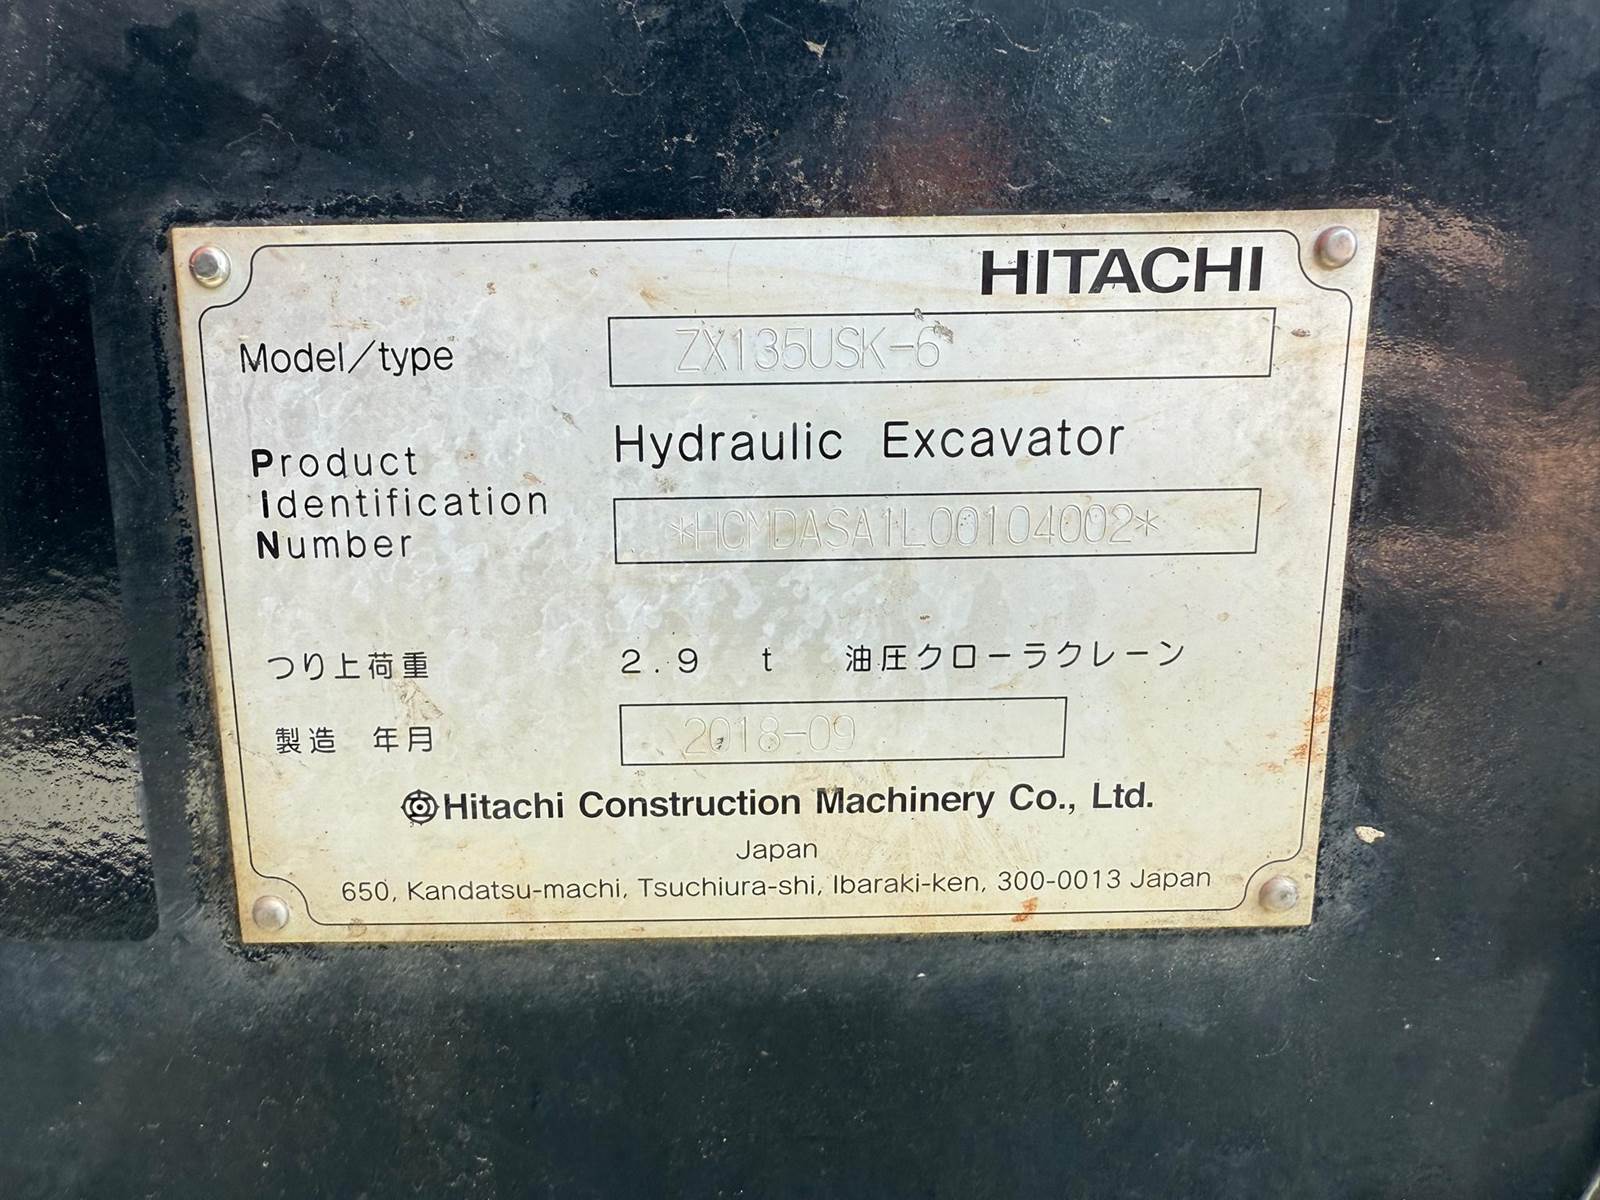 HITACHI
Model/type ZX135USK-6
Hydraulic Excavator
Product
Identification
Number *HCMDASA1L00104002*
つり上荷重 2.9 t 油圧クローラクレーン
製造 年月 2018-09
Hitachi Construction Machinery Co., Ltd.
Japan
650, Kandatsu-machi, Tsuchiura-shi, Ibaraki-ken, 300-0013 Japan